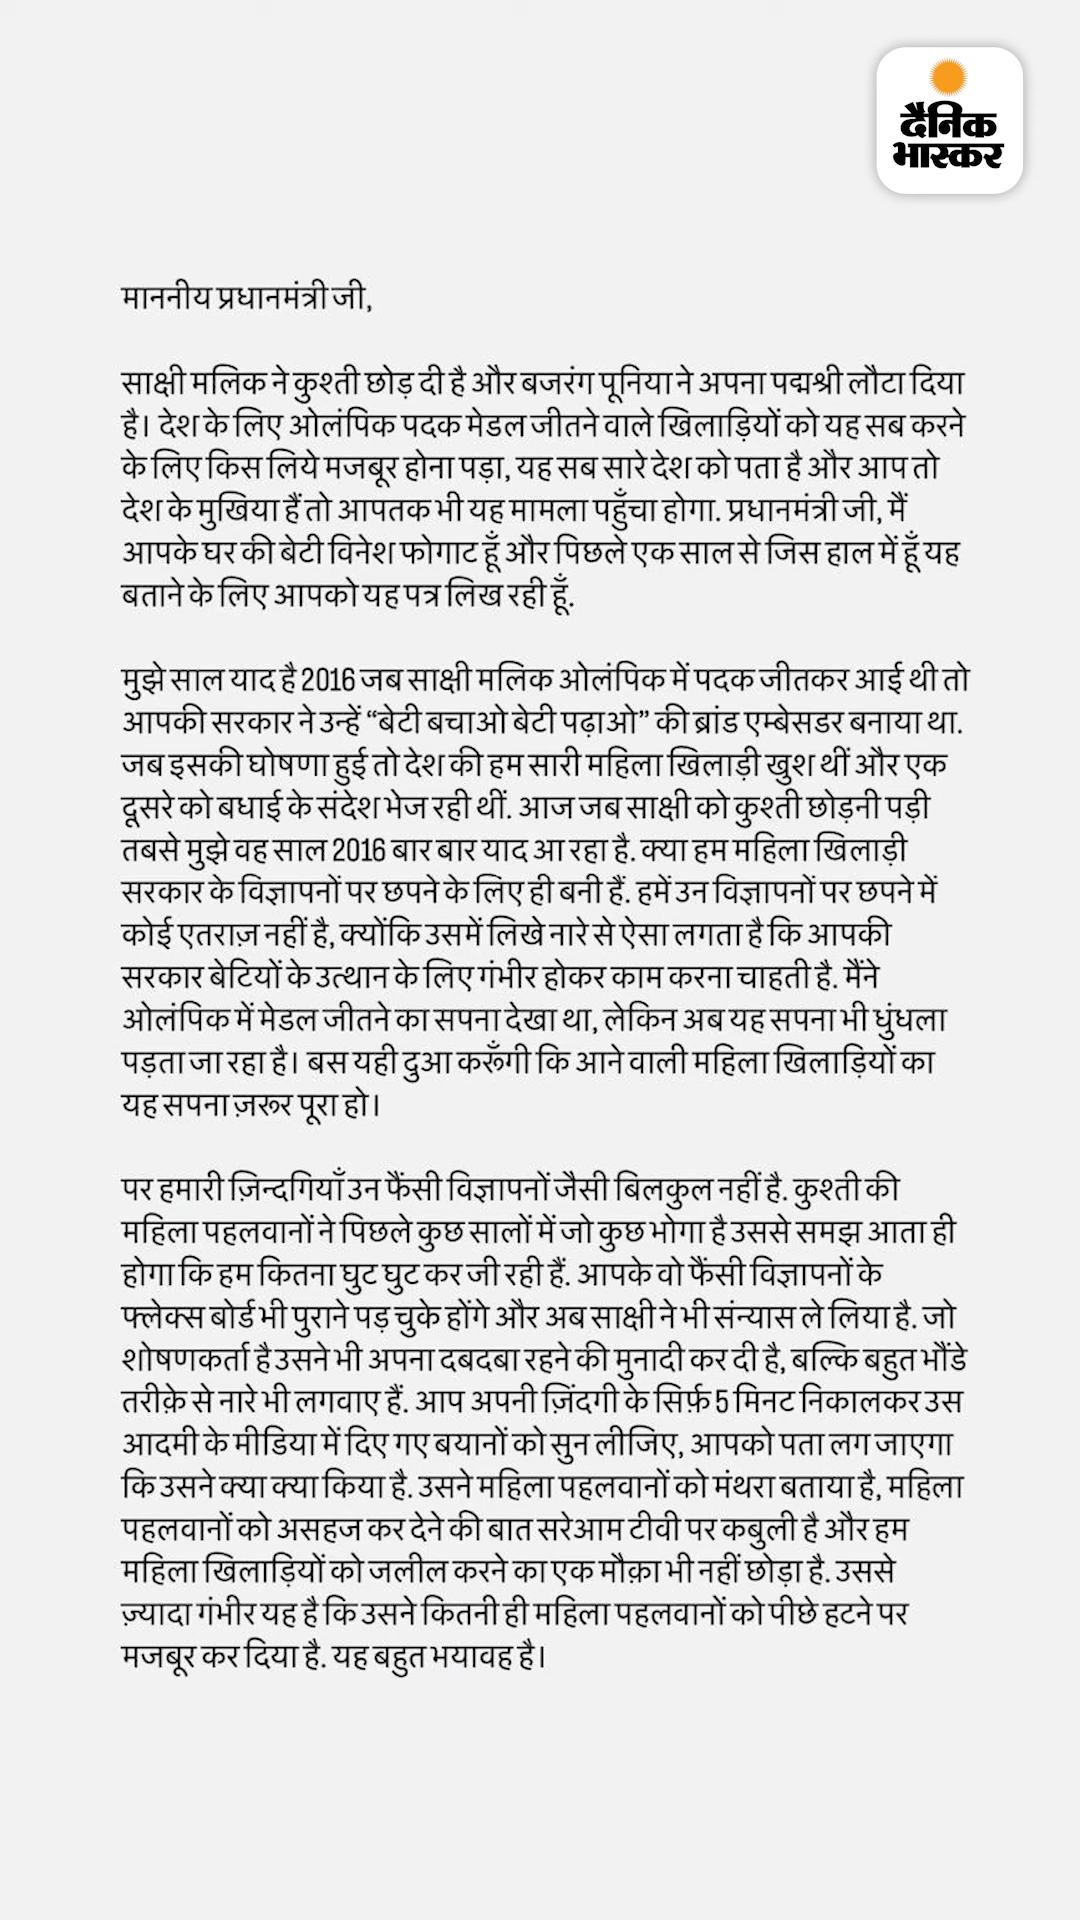 दैनिक
भास्कर
माननीय प्रधानमंत्री जी,
साक्षी मलिक ने कुश्ती छोड़ दी है और बजरंग पूनिया ने अपना पद्मश्री लौटा दिया
है। देश के लिए ओलंपिक पदक मेडल जीतने वाले खिलाड़ियों को यह सब करने
के लिए किस लिये मजबूर होना पड़ा, यह सब सारे देश को पता है और आप तो
देश के मुखिया हैं तो आपतक भी यह मामला पहुँचा होगा. प्रधानमंत्री जी, मैं
आपके घर की बेटी विनेश फोगाट हूँ और पिछले एक साल से जिस हाल में हूँ यह
बताने के लिए आपको यह पत्र लिख रही हूँ.
मुझे साल याद है 2016 जब साक्षी मलिक ओलंपिक में पदक जीतकर आई थी तो
आपकी सरकार ने उन्हें “बेटी बचाओ बेटी पढ़ाओ” की ब्रांड एम्बेसडर बनाया था.
जब इसकी घोषणा हुई तो देश की हम सारी महिला खिलाड़ी खुश थीं और एक
दूसरे को बधाई के संदेश भेज रही थीं. आज जब साक्षी को कुश्ती छोड़नी पड़ी
तबसे मुझे वह साल 2016 बार बार याद आ रहा है. क्या हम महिला खिलाड़ी
सरकार के विज्ञापनों पर छपने के लिए ही बनी हैं. हमें उन विज्ञापनों पर छपने में
कोई एतराज़ नहीं है, क्योंकि उसमें लिखे नारे से ऐसा लगता है कि आपकी
सरकार बेटियों के उत्थान के लिए गंभीर होकर काम करना चाहती है. मैंने
ओलंपिक में मेडल जीतने का सपना देखा था, लेकिन अब यह सपना भी धुंधला
पड़ता जा रहा है। बस यही दुआ करूँगी कि आने वाली महिला खिलाड़ियों का
यह सपना ज़रूर पूरा हो।
पर हमारी ज़िन्दगियाँ उन फैंसी विज्ञापनों जैसी बिलकुल नहीं है. कुश्ती की
महिला पहलवानों ने पिछले कुछ सालों में जो कुछ भोगा है उससे समझ आता ही
होगा कि हम कितना घुट घुट कर जी रही हैं. आपके वो फैंसी विज्ञापनों के
फ्लेक्स बोर्ड भी पुराने पड़ चुके होंगे और अब साक्षी ने भी संन्यास ले लिया है. जो
शोषणकर्ता है उसने भी अपना दबदबा रहने की मुनादी कर दी है, बल्कि बहुत भौंडे
तरीक़े से नारे भी लगवाए हैं. आप अपनी ज़िंदगी के सिर्फ़ 5 मिनट निकालकर उस
आदमी के मीडिया में दिए गए बयानों को सुन लीजिए, आपको पता लग जाएगा
कि उसने क्या क्या किया है. उसने महिला पहलवानों को मंथरा बताया है, महिला
पहलवानों को असहज कर देने की बात सरेआम टीवी पर कबुली है और हम
महिला खिलाड़ियों को जलील करने का एक मौक़ा भी नहीं छोड़ा है. उससे
ज़्यादा गंभीर यह है कि उसने कितनी ही महिला पहलवानों को पीछे हटने पर
मजबूर कर दिया है. यह बहुत भयावह है।